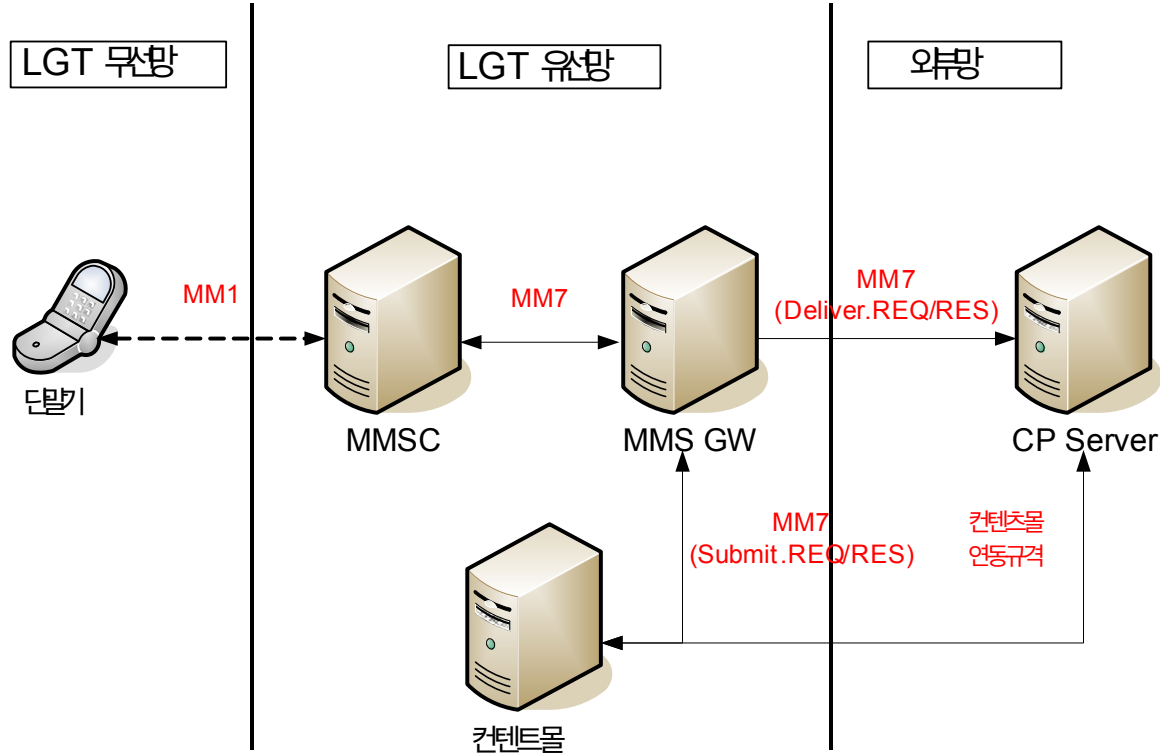 LGT 무선망
LGT 유선망
외부망
MM1
MM7
MM7
(Deliver.REQ/RES)
단말기
MMSC
MMS GW
CP Server
MM7
(Submit.REQ/RES)
컨텐츠몰
연동규격
컨텐트몰